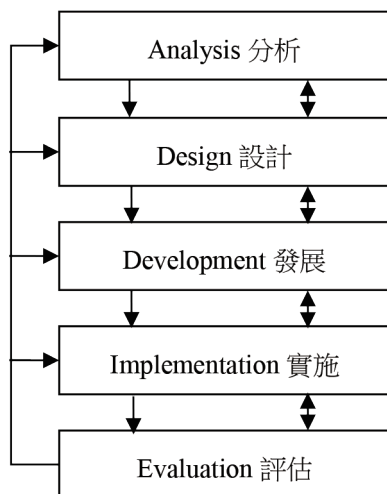 Analysis 分析
Design 設計
Development 發展
Implementation 實施
Evaluation 評估